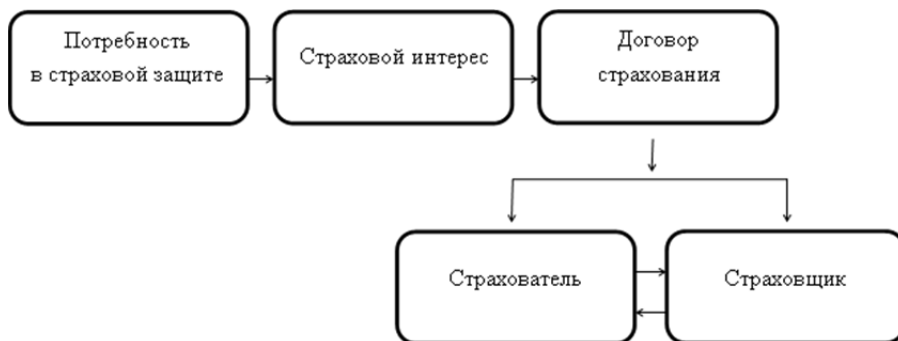 Потребность
в страховой защите
Страховой интерес
Договор
страхования
Страхователь
Страховщик